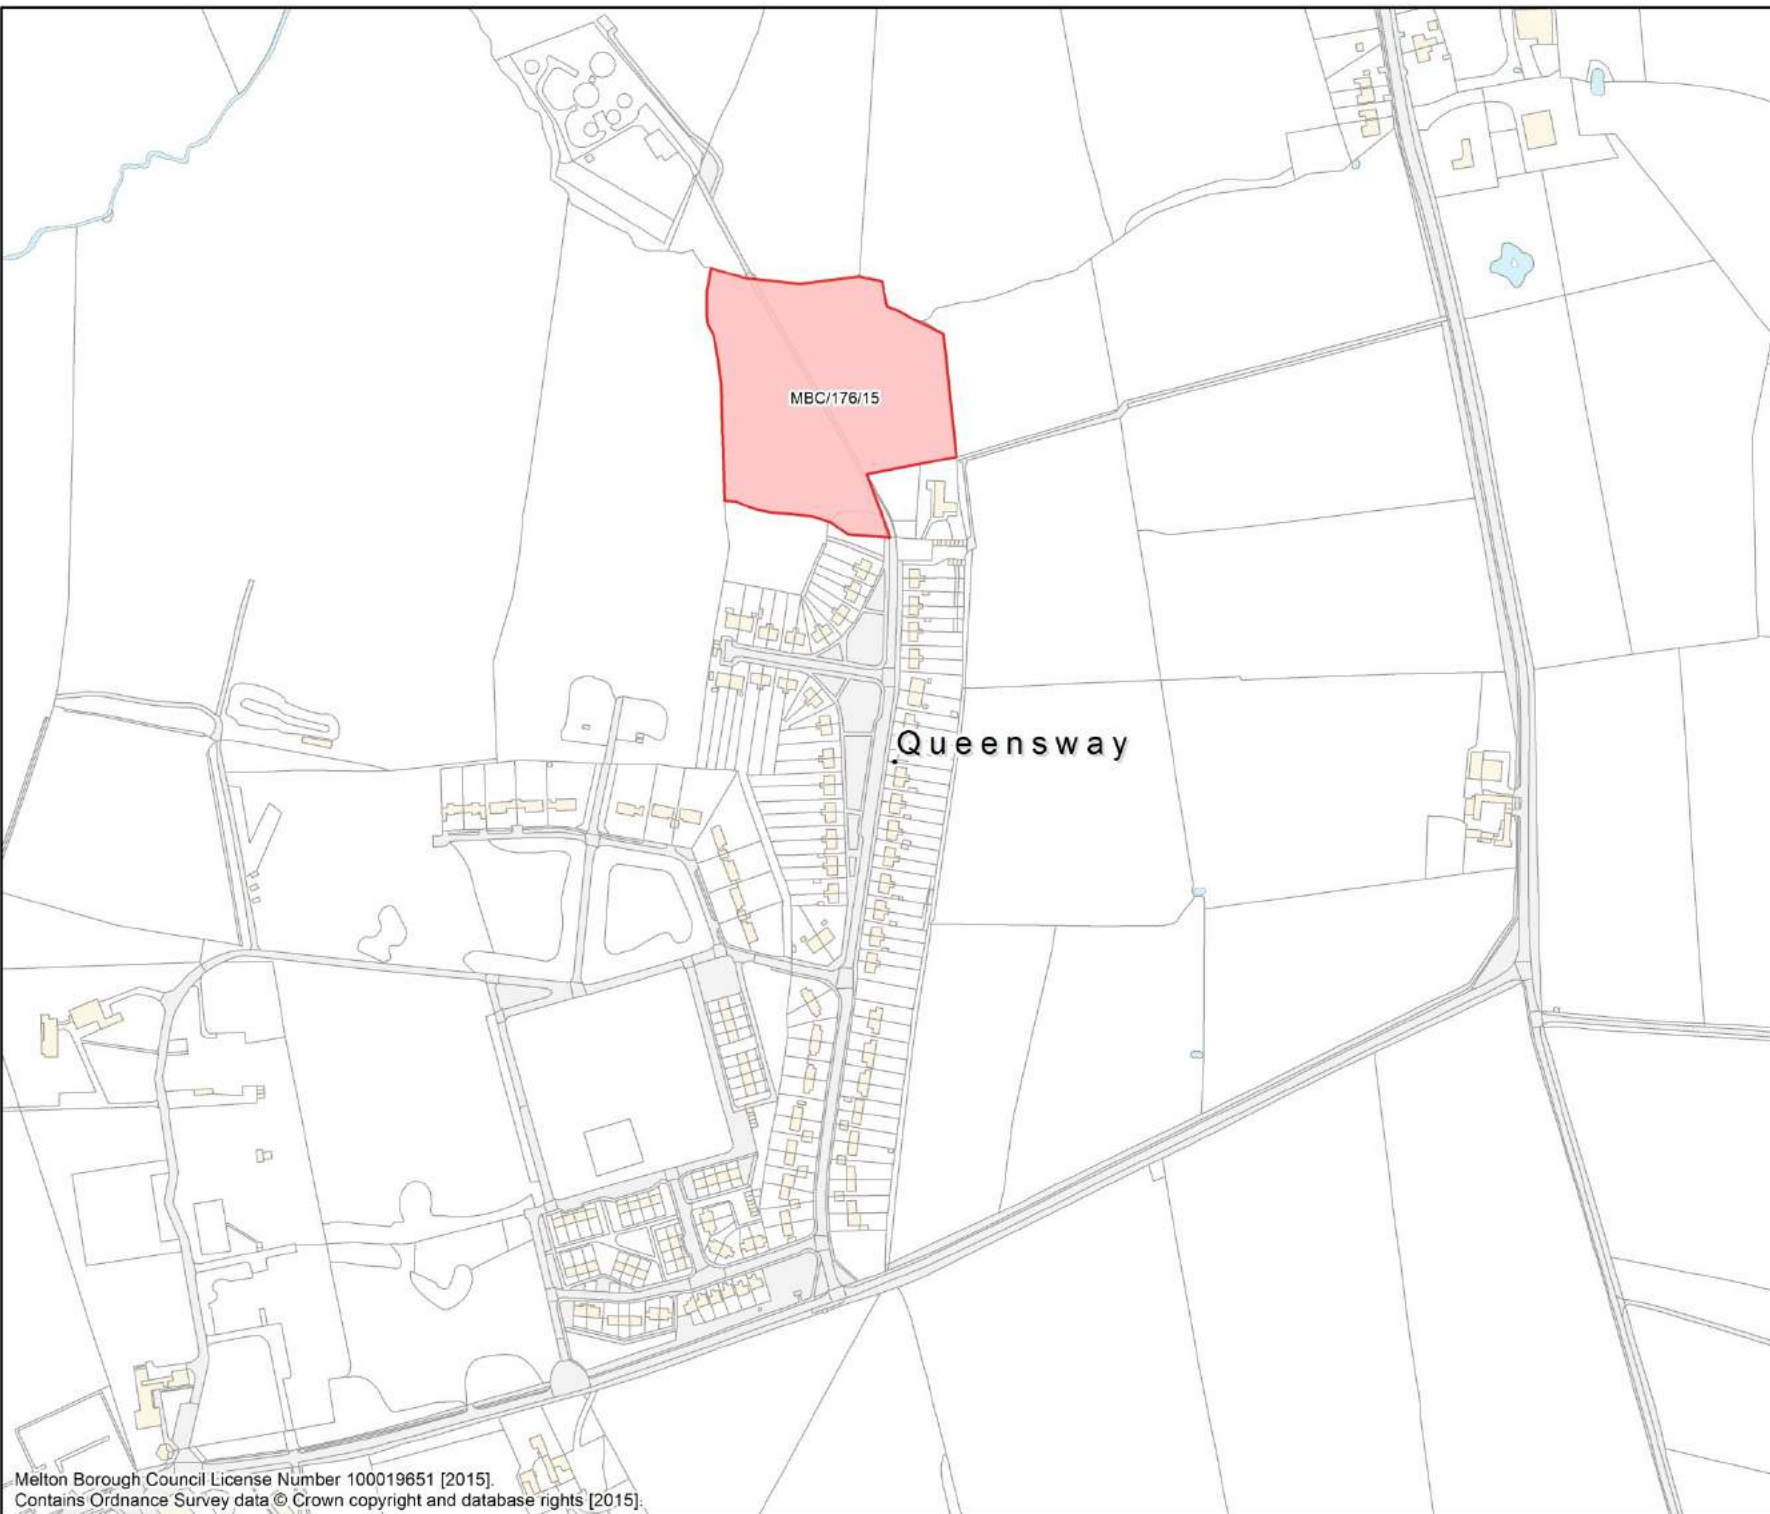 MBC/176/15
Queensway
Melton Borough Council License Number 100019651 [2015].
Contains Ordnance Survey data © Crown copyright and database rights [2015].